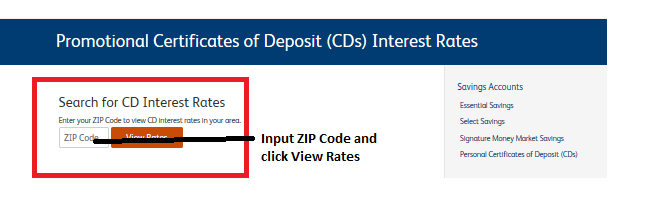 Promotional Certificates of Deposit (CDs) Interest Rates
Search for CD Interest Rates
Enter your ZIP Code to view CD interest rates in your area.
ZIP Code
View Rates
Input ZIP Code and
click View Rates
Savings Accounts
Essential Savings
Select Savings
Signature Money Market Savings
Personal Certificates of Deposit (CDs)